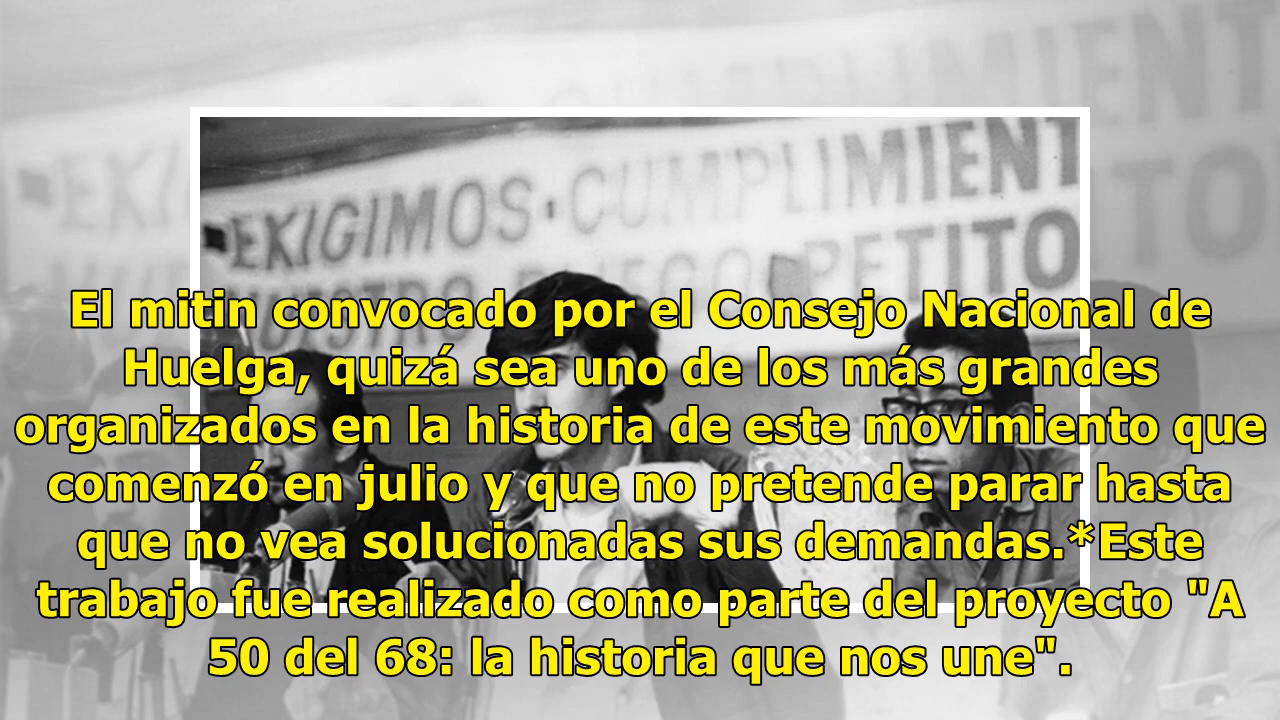 EXIGIMOS · CUMPLIMIENT
PETITO
El mitin convocado por el Consejo Nacional de
Huelga, quizá sea uno de los más grandes
organizados en la historia de este movimiento que
comenzó en julio y que no pretende parar hasta
que no vea solucionadas sus demandas.*Este
trabajo fue realizado como parte del proyecto "A
50 del 68: la historia que nos une".